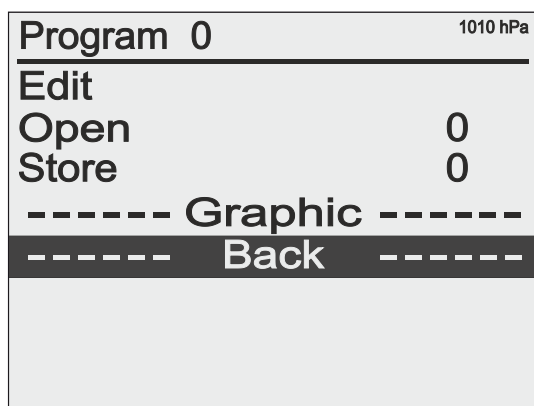 Program 0 1010 hPa
Edit
Open 0
Store 0
------ Graphic ------
------ Back ------